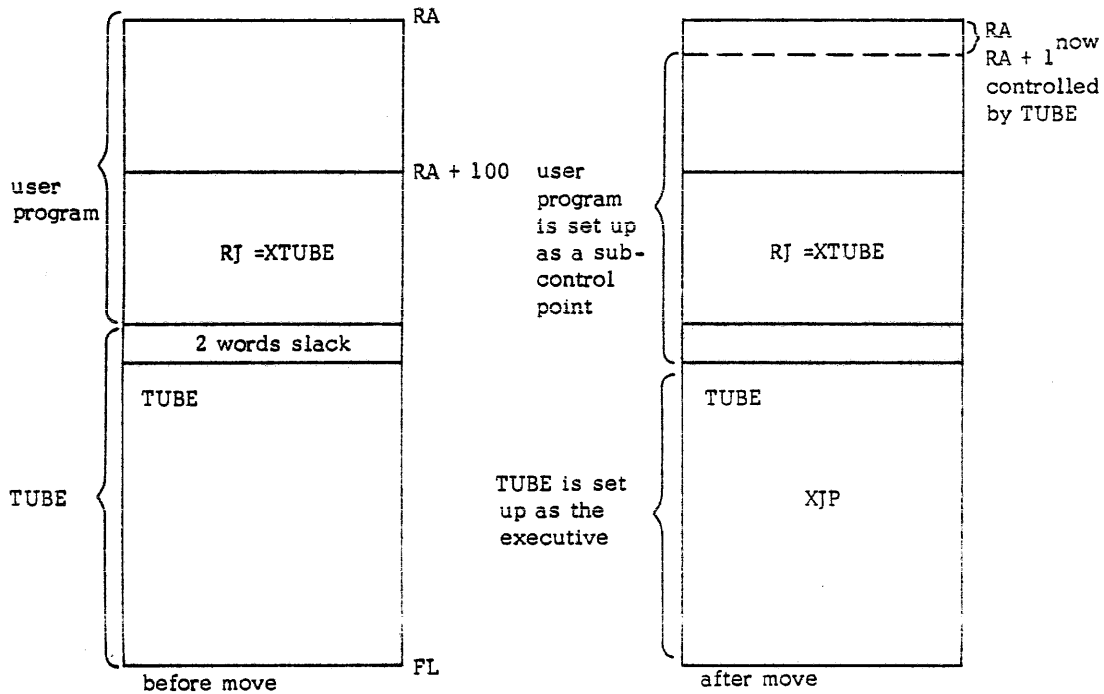 RA
RA + 100
user
program
RJ =XTUBE
2 words slack
TUBE
TUBE
FL
before move
RA
RA + 1 now
controlled
by TUBE
user
program
is set up
as a sub-
control
point
RJ =XTUBE
TUBE
TUBE is set
up as the
executive
XJP
after move